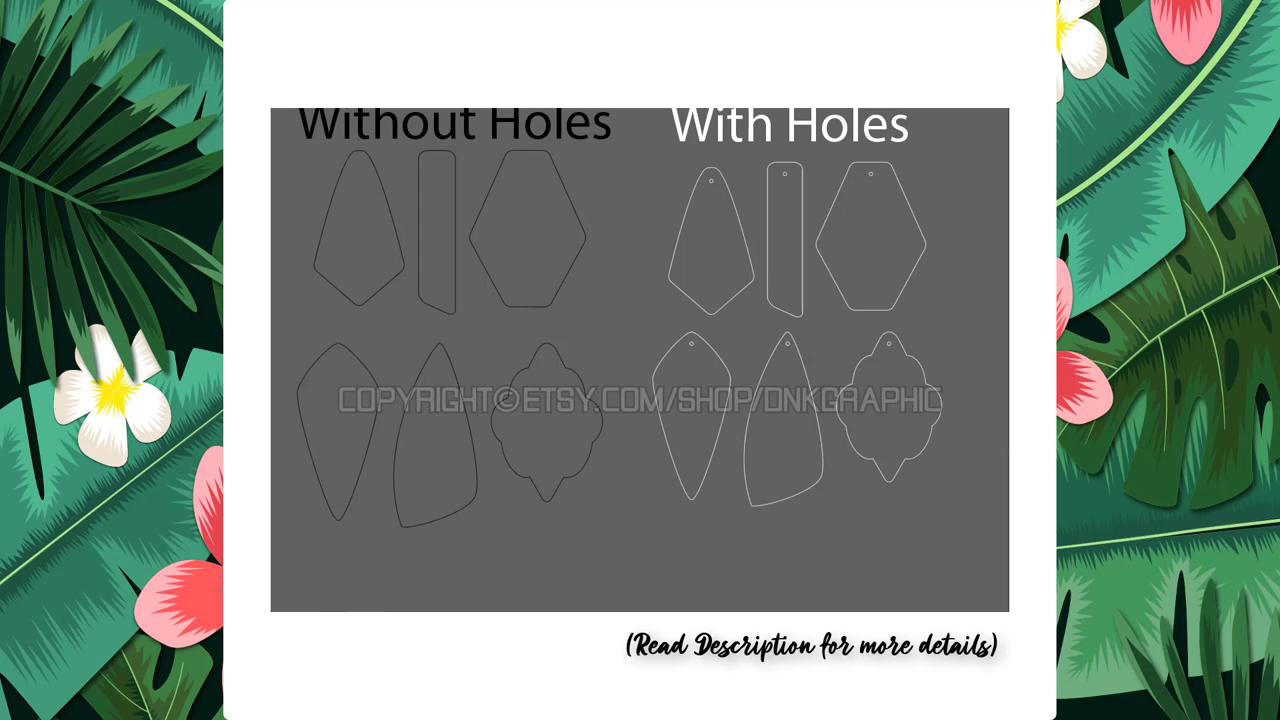 Without Holes
With Holes
COPYRIGHT©ETSY.COM/SHOP/DNKGRAPHIC
(Read Description for more details)